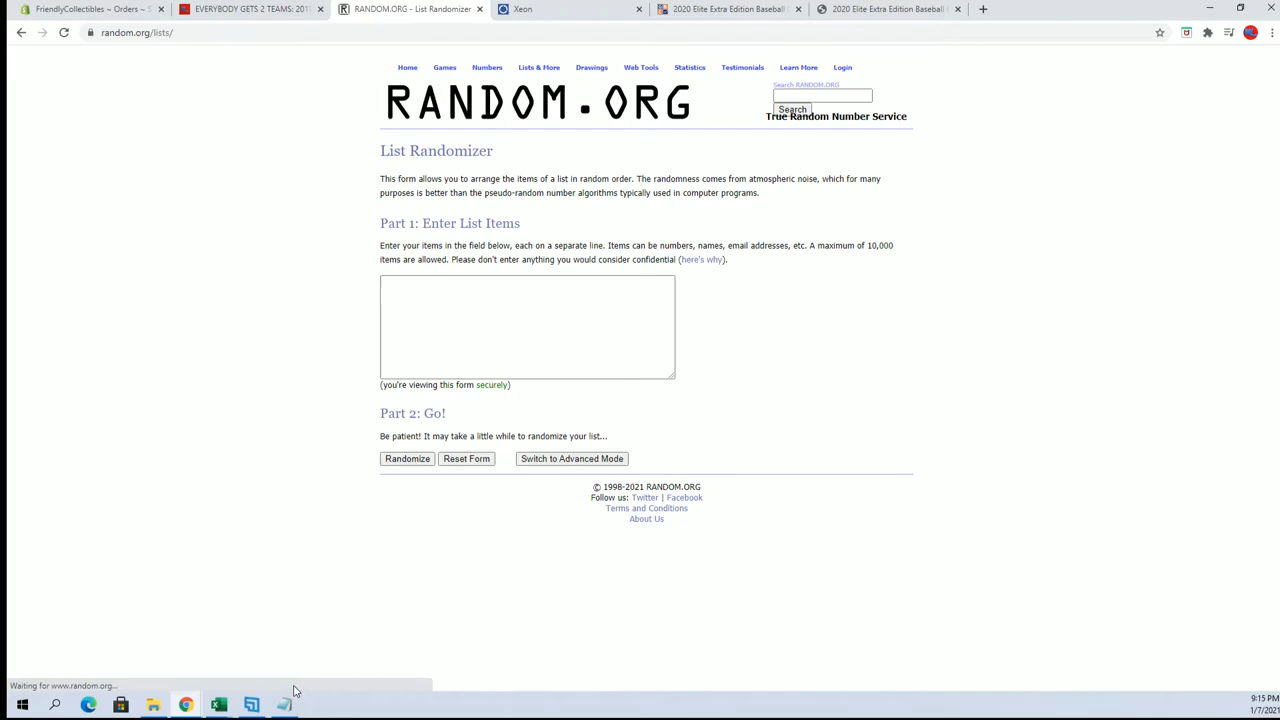 FriendlyCollectibles ~ Orders ~ S
EVERYBODY GETS 2 TEAMS: 2018
RANDOM.ORG - List Randomizer
Xeon
2020 Elite Extra Edition Baseball
2020 Elite Extra Edition Baseball
random.org/lists/
Home Games Numbers Lists & More Drawings Web Tools Statistics Testimonials Learn More Login
RANDOM.ORG
Search RANDOM.ORG
Search
True Random Number Service
List Randomizer
This form allows you to arrange the items of a list in random order. The randomness comes from atmospheric noise, which for many
purposes is better than the pseudo-random number algorithms typically used in computer programs.
Part 1: Enter List Items
Enter your items in the field below, each on a separate line. Items can be numbers, names, email addresses, etc. A maximum of 10,000
items are allowed. Please don't enter anything you would consider confidential (here's why).
(you're viewing this form securely)
Part 2: Go!
Be patient! It may take a little while to randomize your list...
Randomize Reset Form Switch to Advanced Mode
© 1998-2021 RANDOM.ORG
Follow us: Twitter | Facebook
Terms and Conditions
About Us
Waiting for www.random.org...
9:15 PM
1/7/2021